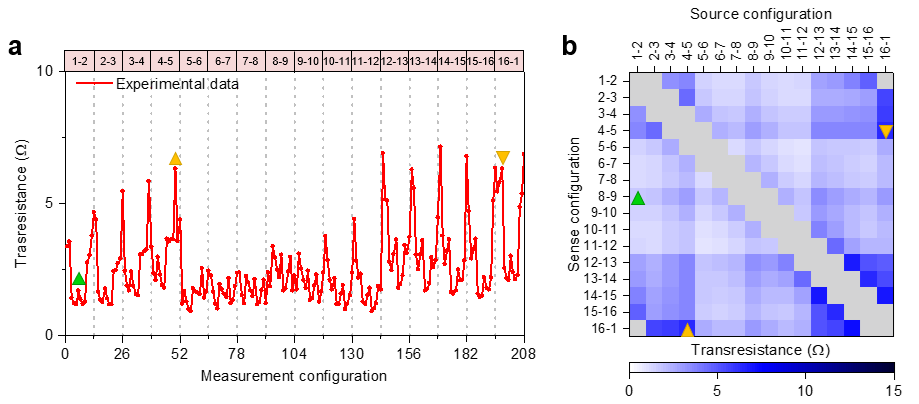 a
1-2 2-3 3-4 4-5 5-6 6-7 7-8 8-9 9-10 10-11 11-12 12-13 13-14 14-15 15-16 16-1
Experimental data
10
5
0
Trasresistance (Ω)
0 26 52 78 104 130 156 182 208
Measurement configuration
b
Source configuration
1-2 2-3 3-4 4-5 5-6 6-7 7-8 8-9 9-10 10-11 11-12 12-13 13-14 14-15 15-16 16-1
Sense configuration
1-2
2-3
3-4
4-5
5-6
6-7
7-8
8-9
9-10
10-11
11-12
12-13
13-14
14-15
15-16
16-1
Transresistance (Ω)
0 5 10 15